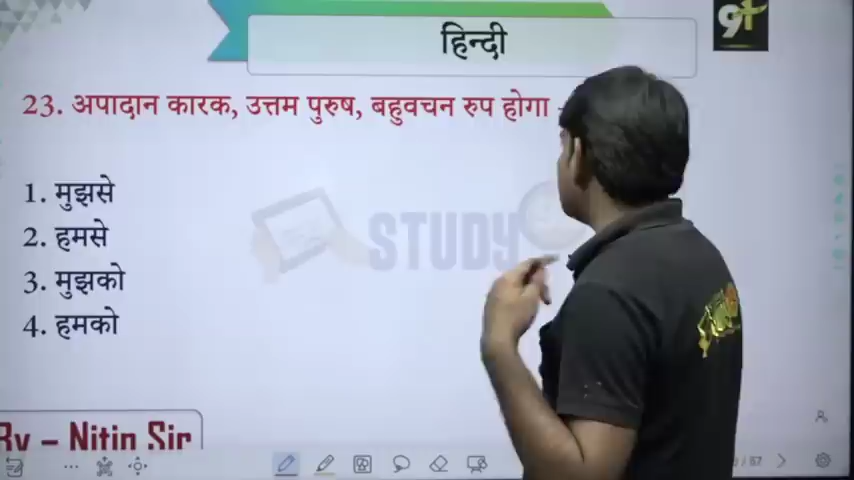 हिन्दी
23. अपादान कारक, उत्तम पुरुष, बहुवचन रुप होगा -
1. मुझसे
2. हमसे
3. मुझको
4. हमको
STUDY
By – Nitin Sir